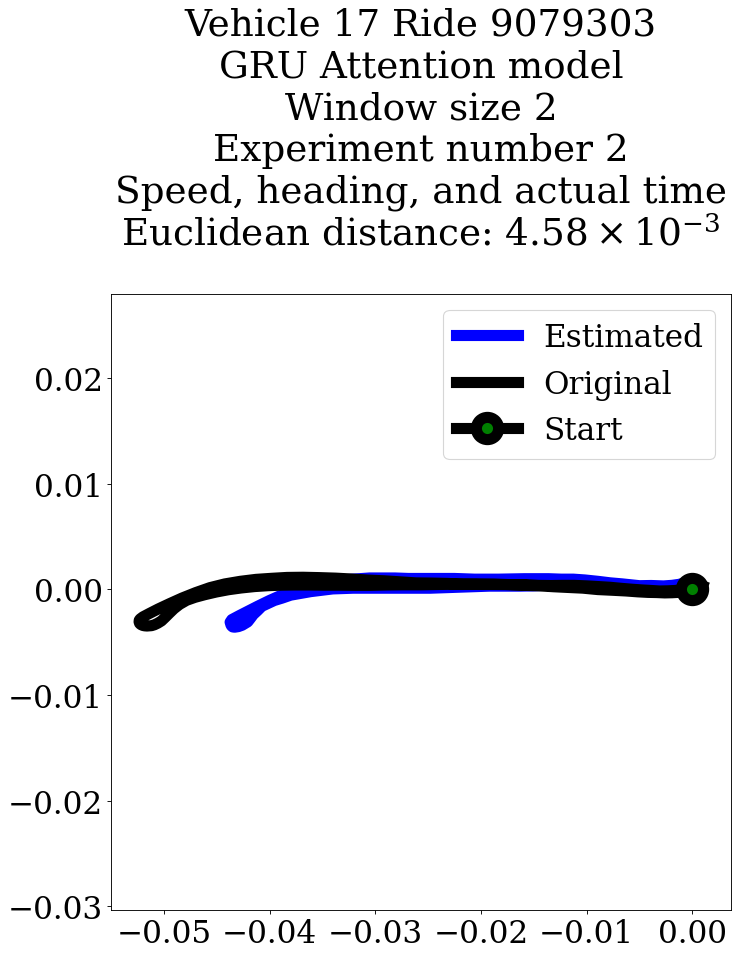 Vehicle 17 Ride 9079303
GRU Attention model
Window size 2
Experiment number 2
Speed, heading, and actual time
Euclidean distance: 4.58 × 10⁻³
Estimated
Original
Start
0.02
0.01
0.00
−0.01
−0.02
−0.03
−0.05 −0.04 −0.03 −0.02 −0.01 0.00